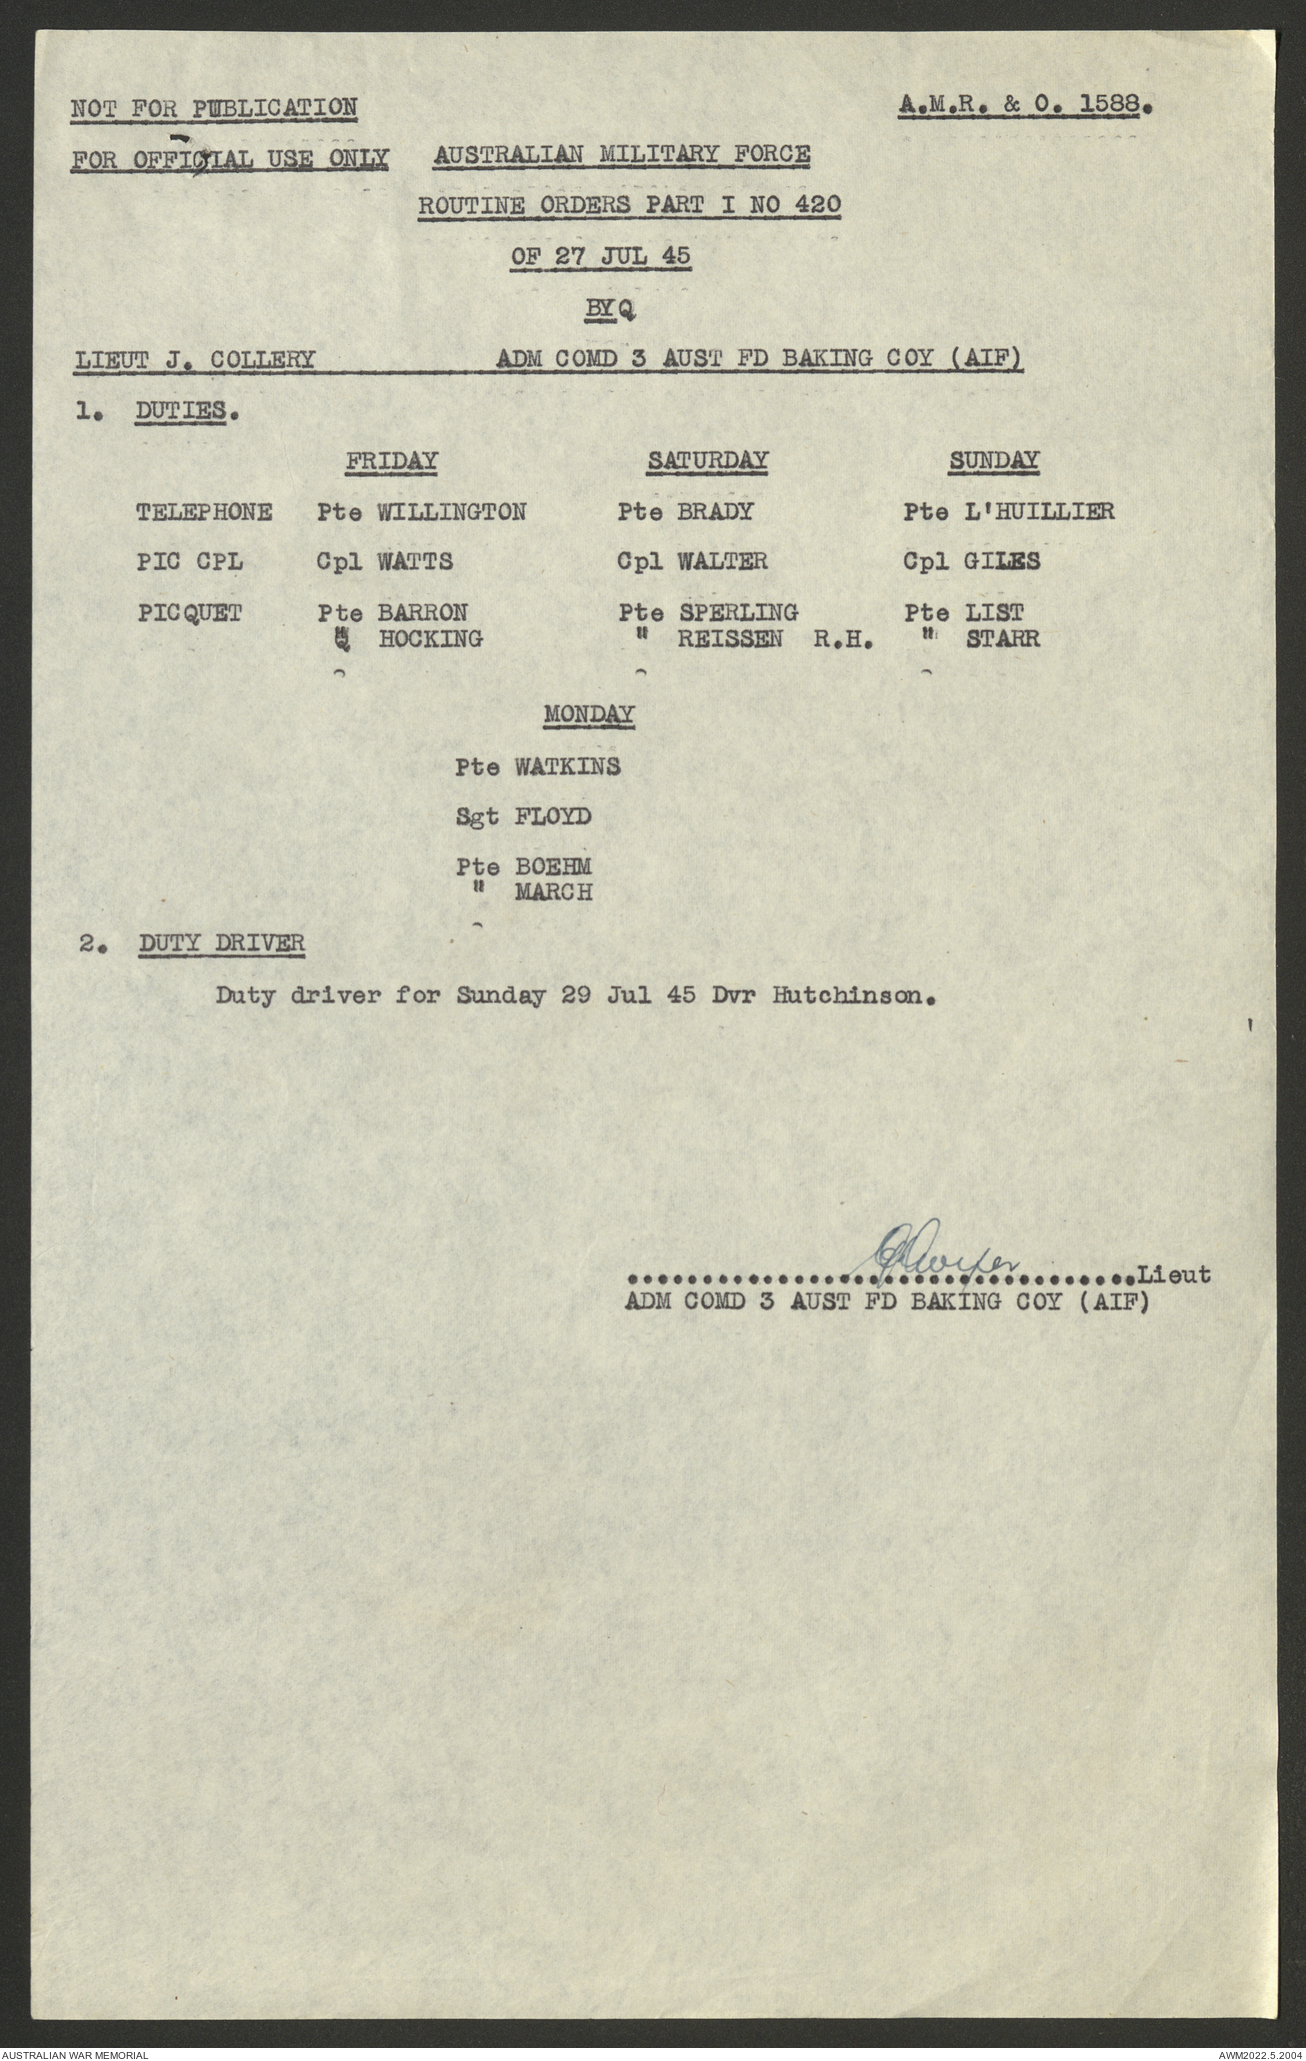 NOT FOR PUBLICATION A.M.R. & O. 1588.
FOR OFFICIAL USE ONLY AUSTRALIAN MILITARY FORCE
ROUTINE ORDERS PART I NO 420
OF 27 JUL 45
BYQ
LIEUT J. COLLERY ADM COMD 3 AUST FD BAKING COY (AIF)
1. DUTIES.
FRIDAY SATURDAY SUNDAY
TELEPHONE Pte WILLINGTON Pte BRADY Pte L'HUILLIER
PIC CPL Cpl WATTS Cpl WALTER Cpl GILES
PICQUET Pte BARRON Pte SPERLING Pte LIST
" HOCKING " REISSEN R.H. " STARR
MONDAY
Pte WATKINS
Sgt FLOYD
Pte BOEHM
" MARCH
2. DUTY DRIVER
Duty driver for Sunday 29 Jul 45 Dvr Hutchinson.
..................................Lieut
ADM COMD 3 AUST FD BAKING COY (AIF)
AUSTRALIAN WAR MEMORIAL AWM2022.5.2004